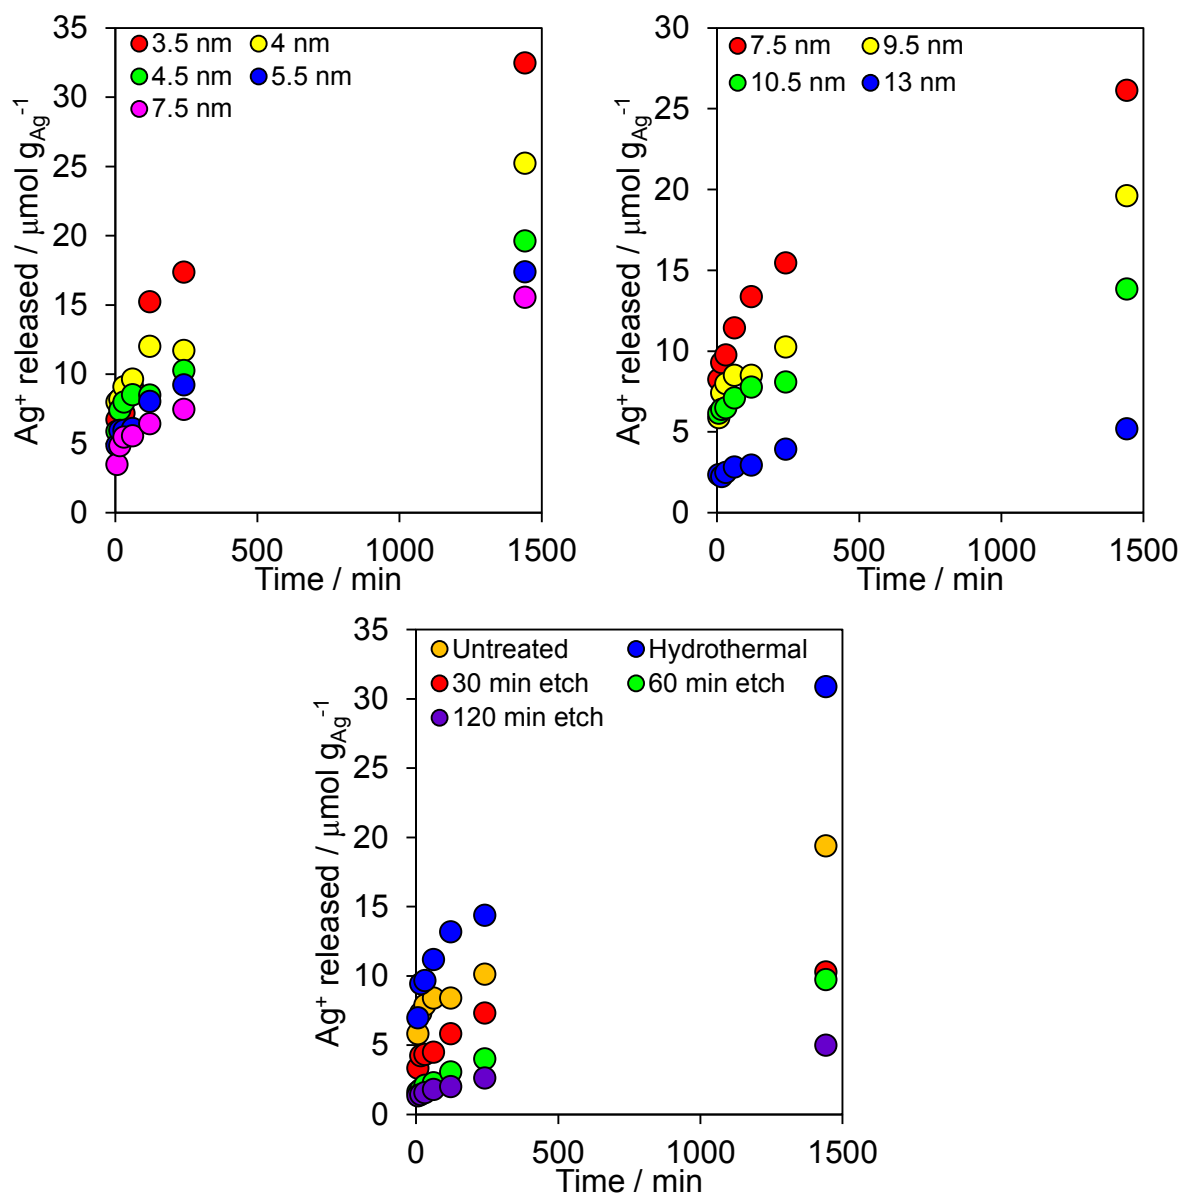 35
30
25
20
15
10
5
0
3.5 nm 4 nm
4.5 nm 5.5 nm
7.5 nm
Ag⁺ released / μmol g_Ag⁻¹
0 500 1000 1500
Time / min
30
25
20
15
10
5
0
7.5 nm 9.5 nm
10.5 nm 13 nm
Ag⁺ released / μmol g_Ag⁻¹
0 500 1000 1500
Time / min
35
30
25
20
15
10
5
0
Untreated Hydrothermal
30 min etch 60 min etch
120 min etch
Ag⁺ released / μmol g_Ag⁻¹
0 500 1000 1500
Time / min